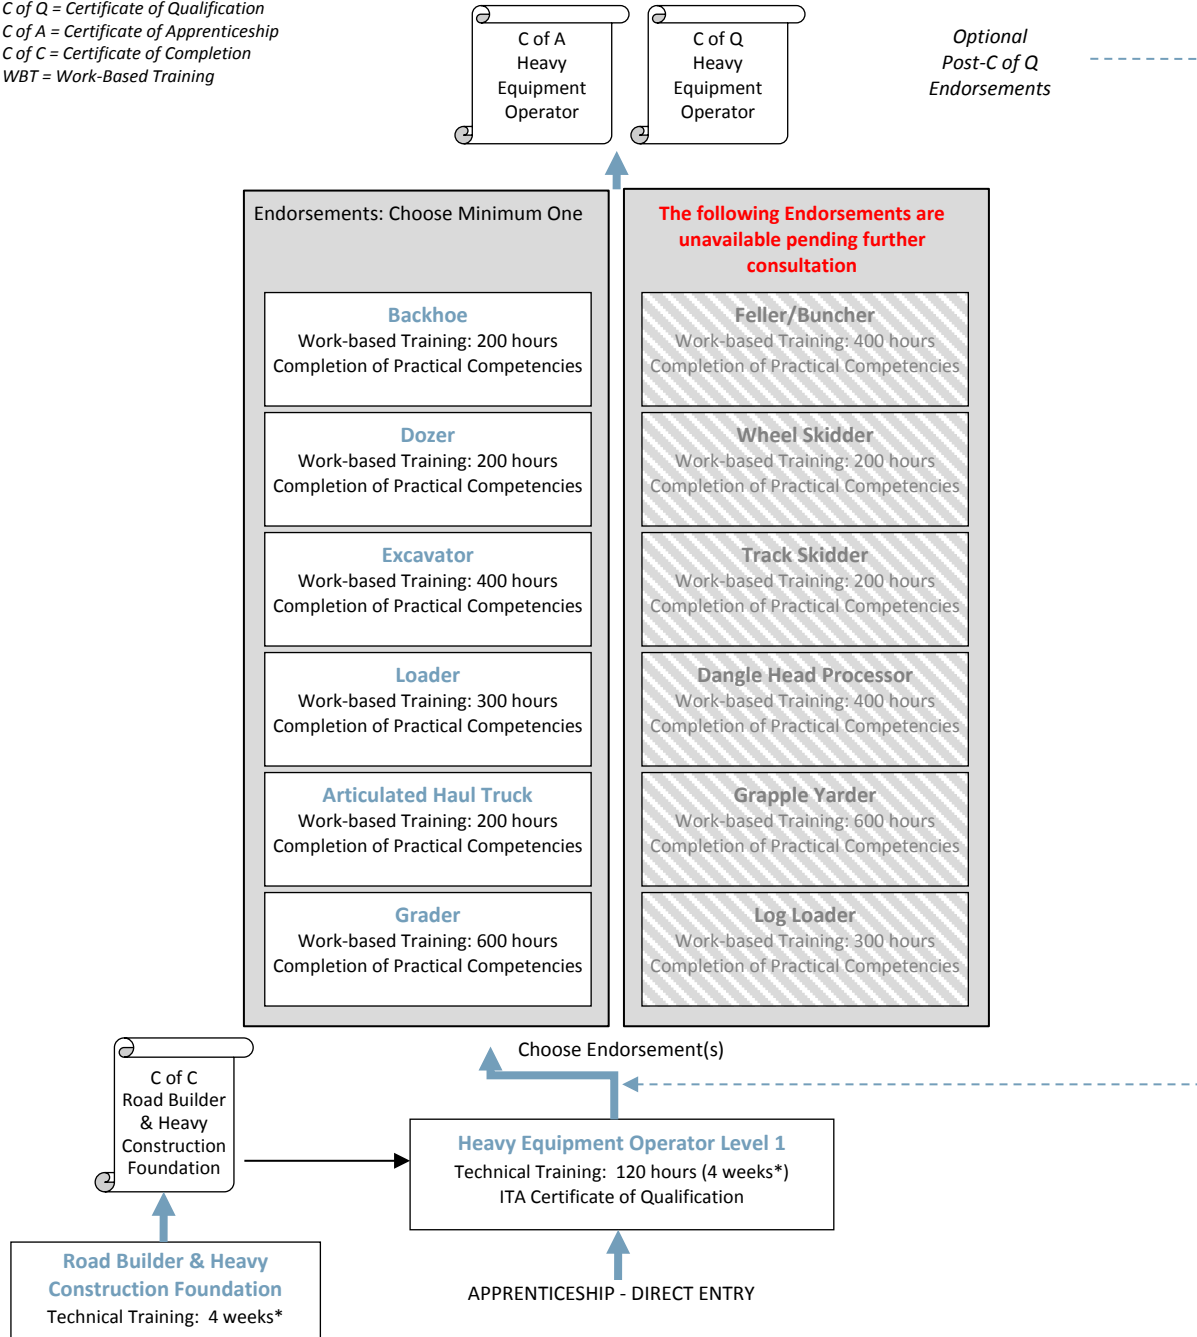 C of Q = Certificate of Qualification
C of A = Certificate of Apprenticeship
C of C = Certificate of Completion
WBT = Work-Based Training
C of A
Heavy
Equipment
Operator
C of Q
Heavy
Equipment
Operator
Optional
Post-C of Q
Endorsements
Endorsements: Choose Minimum One
Backhoe
Work-based Training: 200 hours
Completion of Practical Competencies
Dozer
Work-based Training: 200 hours
Completion of Practical Competencies
Excavator
Work-based Training: 400 hours
Completion of Practical Competencies
Loader
Work-based Training: 300 hours
Completion of Practical Competencies
Articulated Haul Truck
Work-based Training: 200 hours
Completion of Practical Competencies
Grader
Work-based Training: 600 hours
Completion of Practical Competencies
The following Endorsements are
unavailable pending further
consultation
Feller/Buncher
Work-based Training: 400 hours
Completion of Practical Competencies
Wheel Skidder
Work-based Training: 200 hours
Completion of Practical Competencies
Track Skidder
Work-based Training: 200 hours
Completion of Practical Competencies
Dangle Head Processor
Work-based Training: 400 hours
Completion of Practical Competencies
Grapple Yarder
Work-based Training: 600 hours
Completion of Practical Competencies
Log Loader
Work-based Training: 300 hours
Completion of Practical Competencies
Choose Endorsement(s)
C of C
Road Builder
& Heavy
Construction
Foundation
Heavy Equipment Operator Level 1
Technical Training: 120 hours (4 weeks*)
ITA Certificate of Qualification
Road Builder & Heavy
Construction Foundation
Technical Training: 4 weeks*
APPRENTICESHIP - DIRECT ENTRY